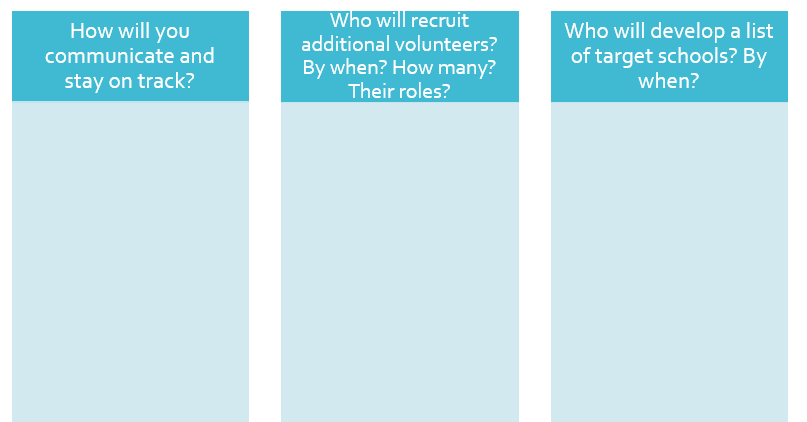 How will you
communicate and
stay on track?
Who will recruit
additional volunteers?
By when? How many?
Their roles?
Who will develop a list
of target schools? By
when?